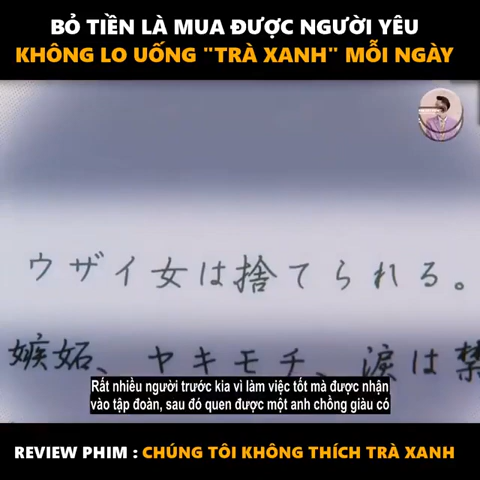 BỎ TIỀN LÀ MUA ĐƯỢC NGƯỜI YÊU
KHÔNG LO UỐNG "TRÀ XANH" MỖI NGÀY
ウザイ女は捨てられる。
嫉妬、ヤキモチ、涙は禁
Rất nhiều người trước kia vì làm việc tốt mà được nhận
vào tập đoàn, sau đó quen được một anh chồng giàu có
REVIEW PHIM : CHÚNG TÔI KHÔNG THÍCH TRÀ XANH